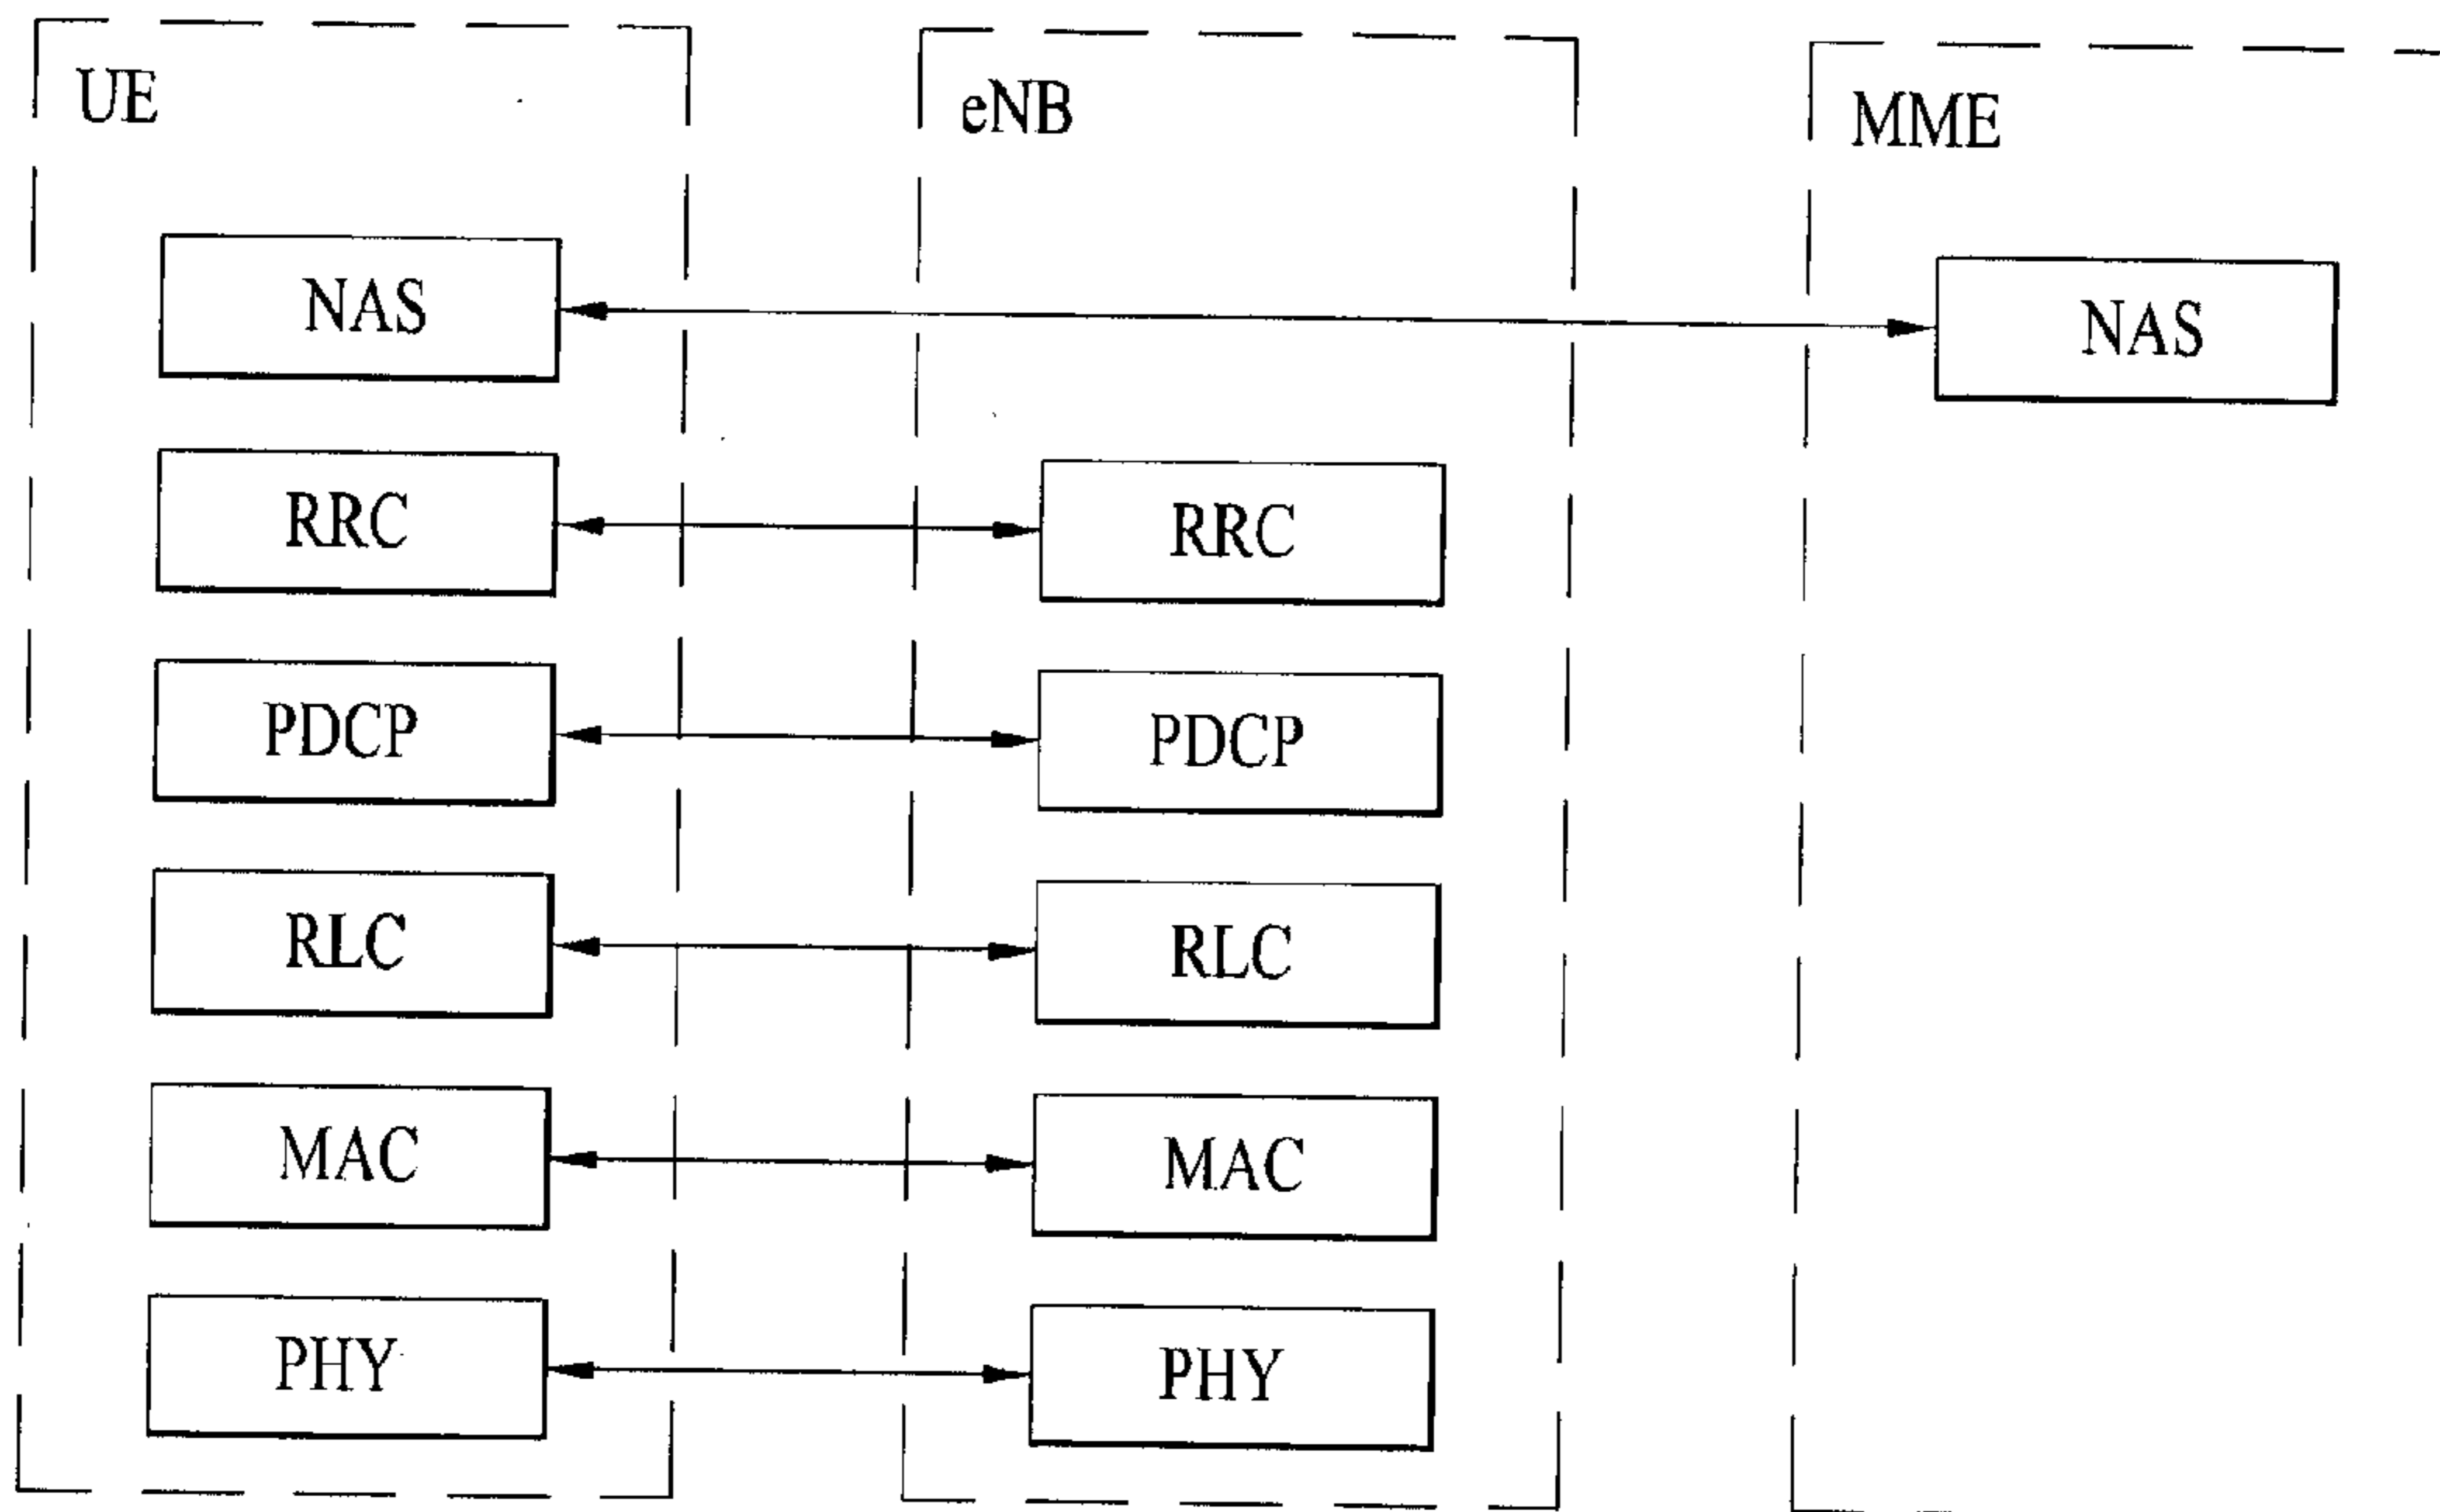 UE
eNB
MME
NAS
NAS
RRC
RRC
PDCP
PDCP
RLC
RLC
MAC
MAC
PHY
PHY